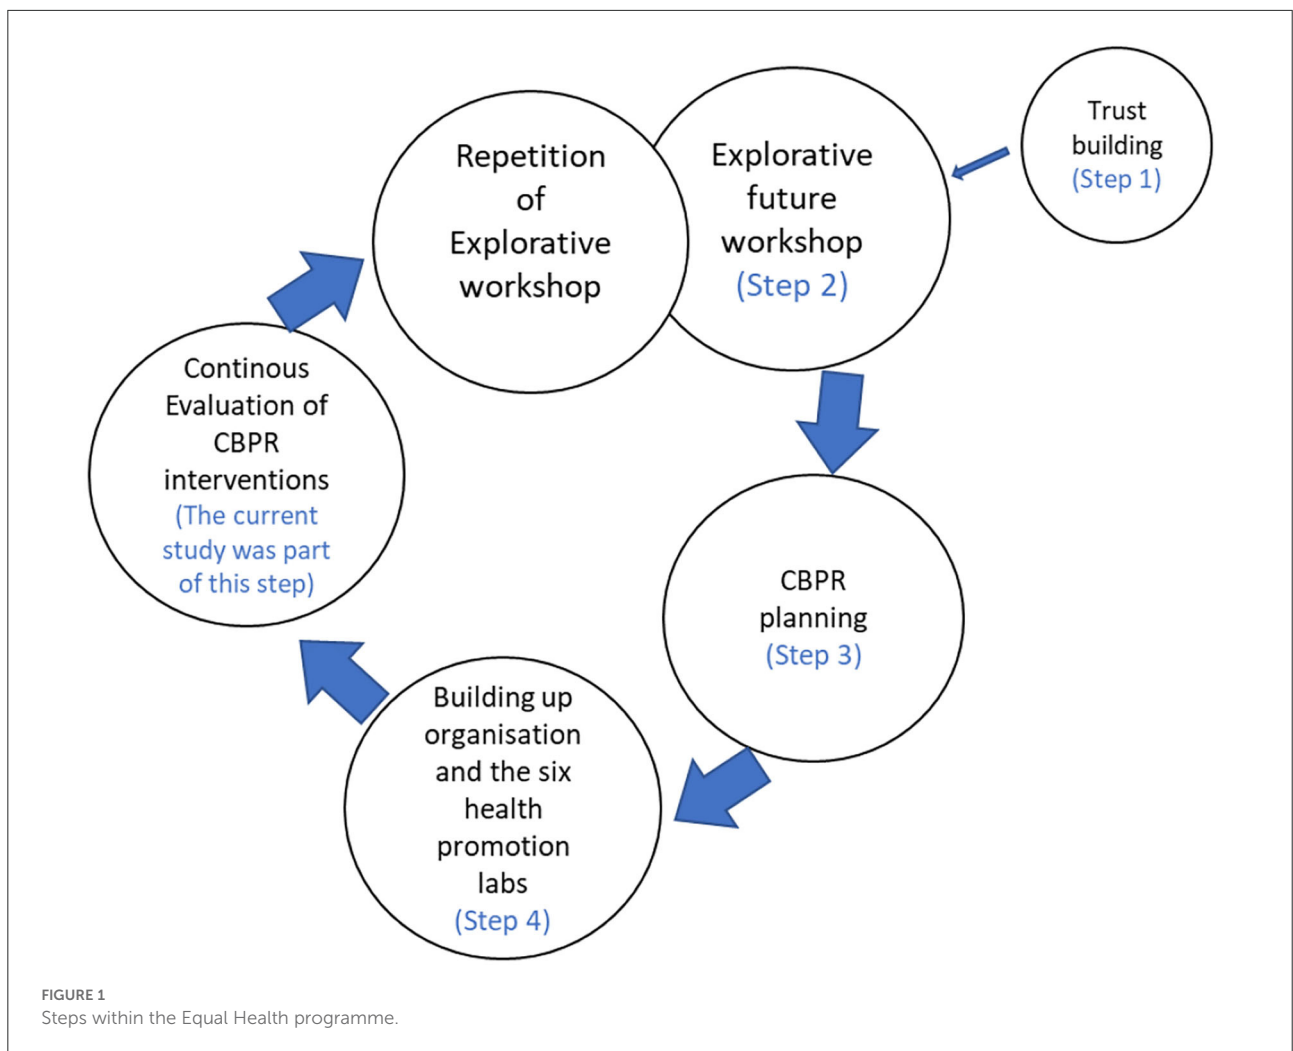 Trust
building
(Step 1)
Explorative
future
workshop
(Step 2)
Repetition
of
Explorative
workshop
CBPR
planning
(Step 3)
Building up
organisation
and the six
health
promotion
labs
(Step 4)
Continous
Evaluation of
CBPR
interventions
(The current
study was part
of this step)
FIGURE 1
Steps within the Equal Health programme.